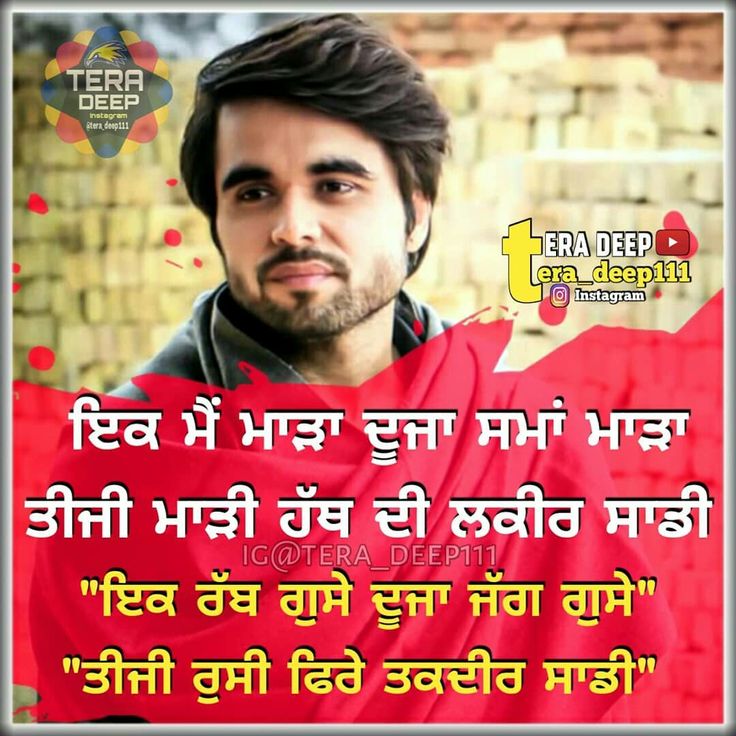 TERA
DEEP
instagram
@tera_deep111
tERA DEEP
tera_deep111
Instagram
ਇਕ ਮੈਂ ਮਾੜਾ ਦੂਜਾ ਸਮਾਂ ਮਾੜਾ
ਤੀਜੀ ਮਾੜੀ ਹੱਥ ਦੀ ਲਕੀਰ ਸਾਡੀ
IG@TERA_DEEP111
"ਇਕ ਰੱਬ ਗੁਸੇ ਦੂਜਾ ਜੱਗ ਗੁਸੇ"
"ਤੀਜੀ ਰੁਸੀ ਫਿਰੇ ਤਕਦੀਰ ਸਾਡੀ"